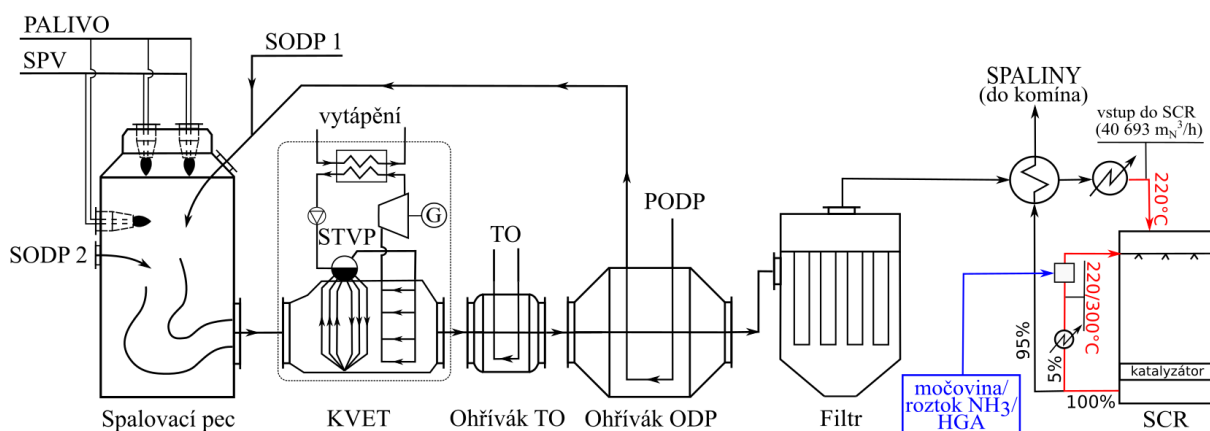 PALIVO
SPV
SODP 1
SODP 2
vytápění
G
STVP
TO
PODP
SPALINY
(do komína)
vstup do SCR
(40 693 m_N³/h)
220°C
220/300°C
95%
5%
100%
katalyzátor
močovina/
roztok NH3/
HGA
Spalovací pec
KVET
Ohřívák TO
Ohřívák ODP
Filtr
SCR